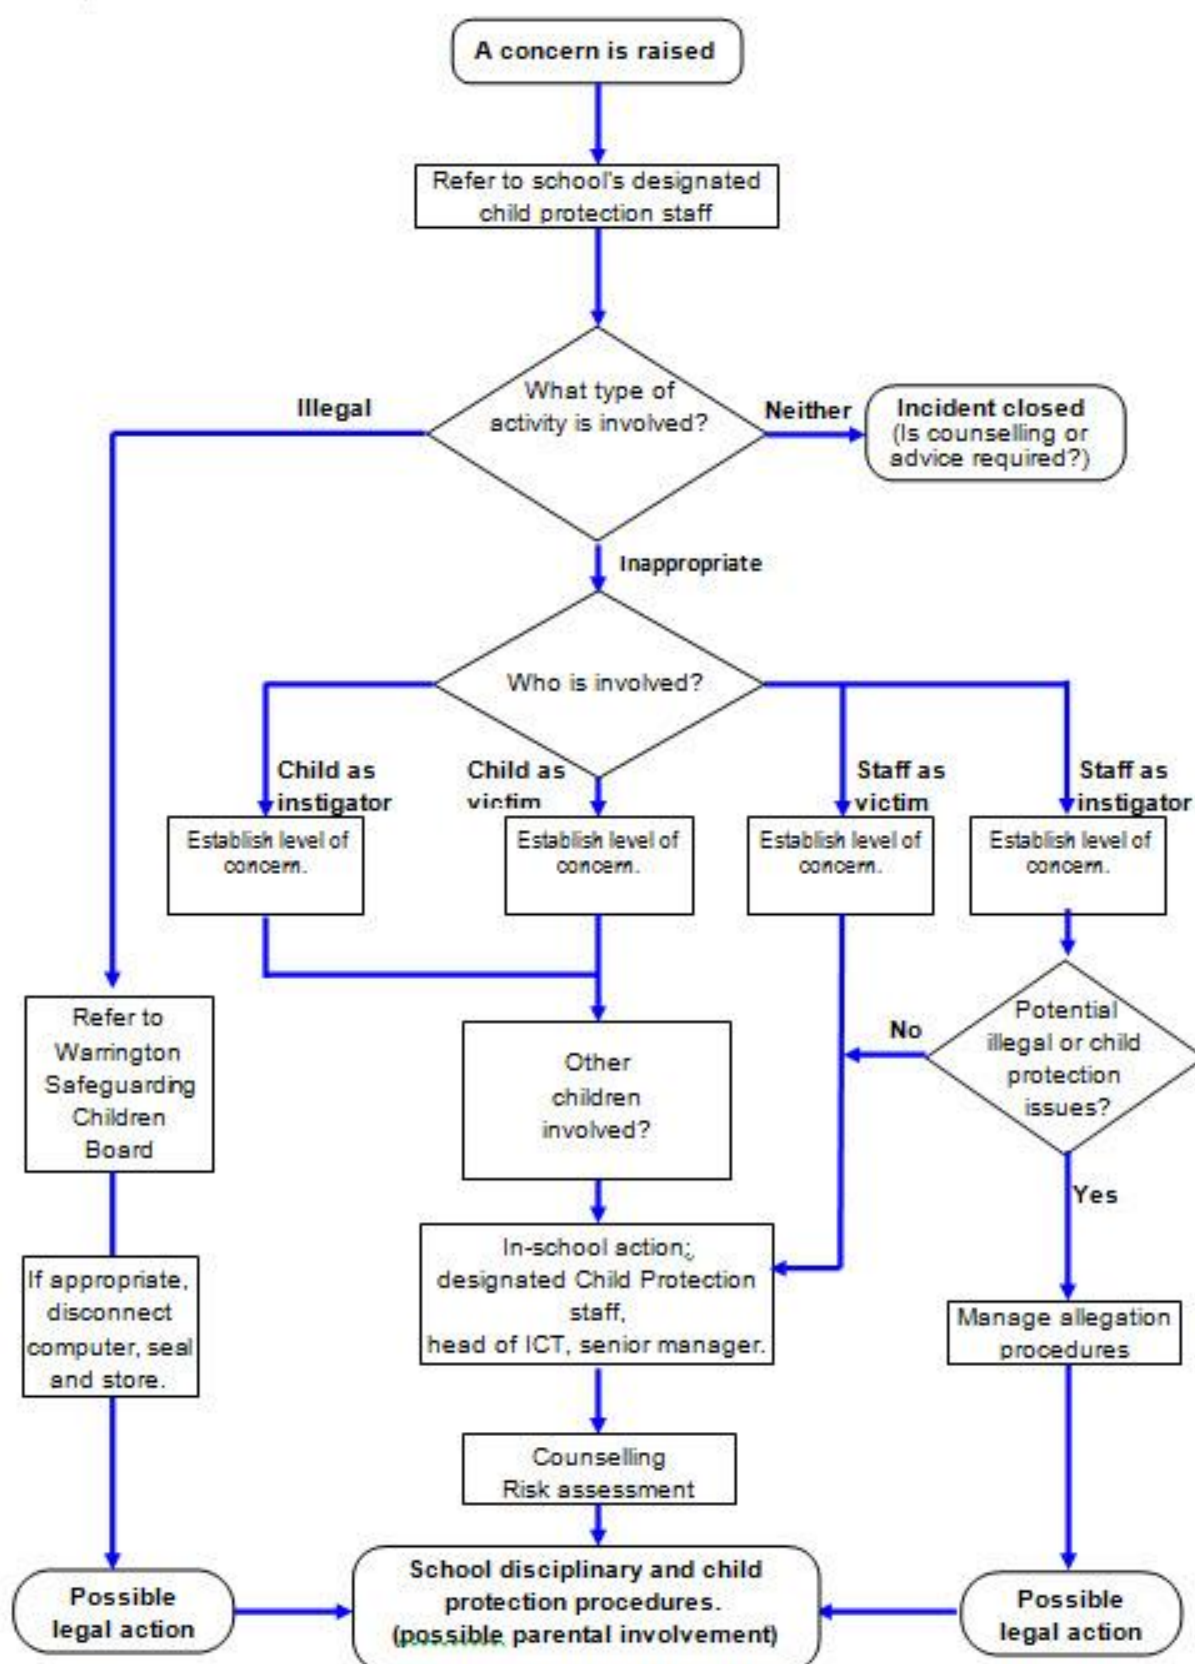 A concern is raised
Refer to school's designated
child protection staff
What type of
activity is involved?
Illegal
Neither
Incident closed
(Is counselling or
advice required?)
Inappropriate
Who is involved?
Child as
instigator
Child as
victim
Staff as
victim
Staff as
instigator
Establish level of
concern.
Establish level of
concern.
Establish level of
concern.
Establish level of
concern.
Refer to
Warrington
Safeguarding
Children
Board
Other
children
involved?
No
Potential
illegal or child
protection
issues?
Yes
If appropriate,
disconnect
computer, seal
and store.
In-school action;
designated Child Protection
staff,
head of ICT, senior manager.
Manage allegation
procedures
Counselling
Risk assessment
Possible
legal action
School disciplinary and child
protection procedures.
(possible parental involvement)
Possible
legal action